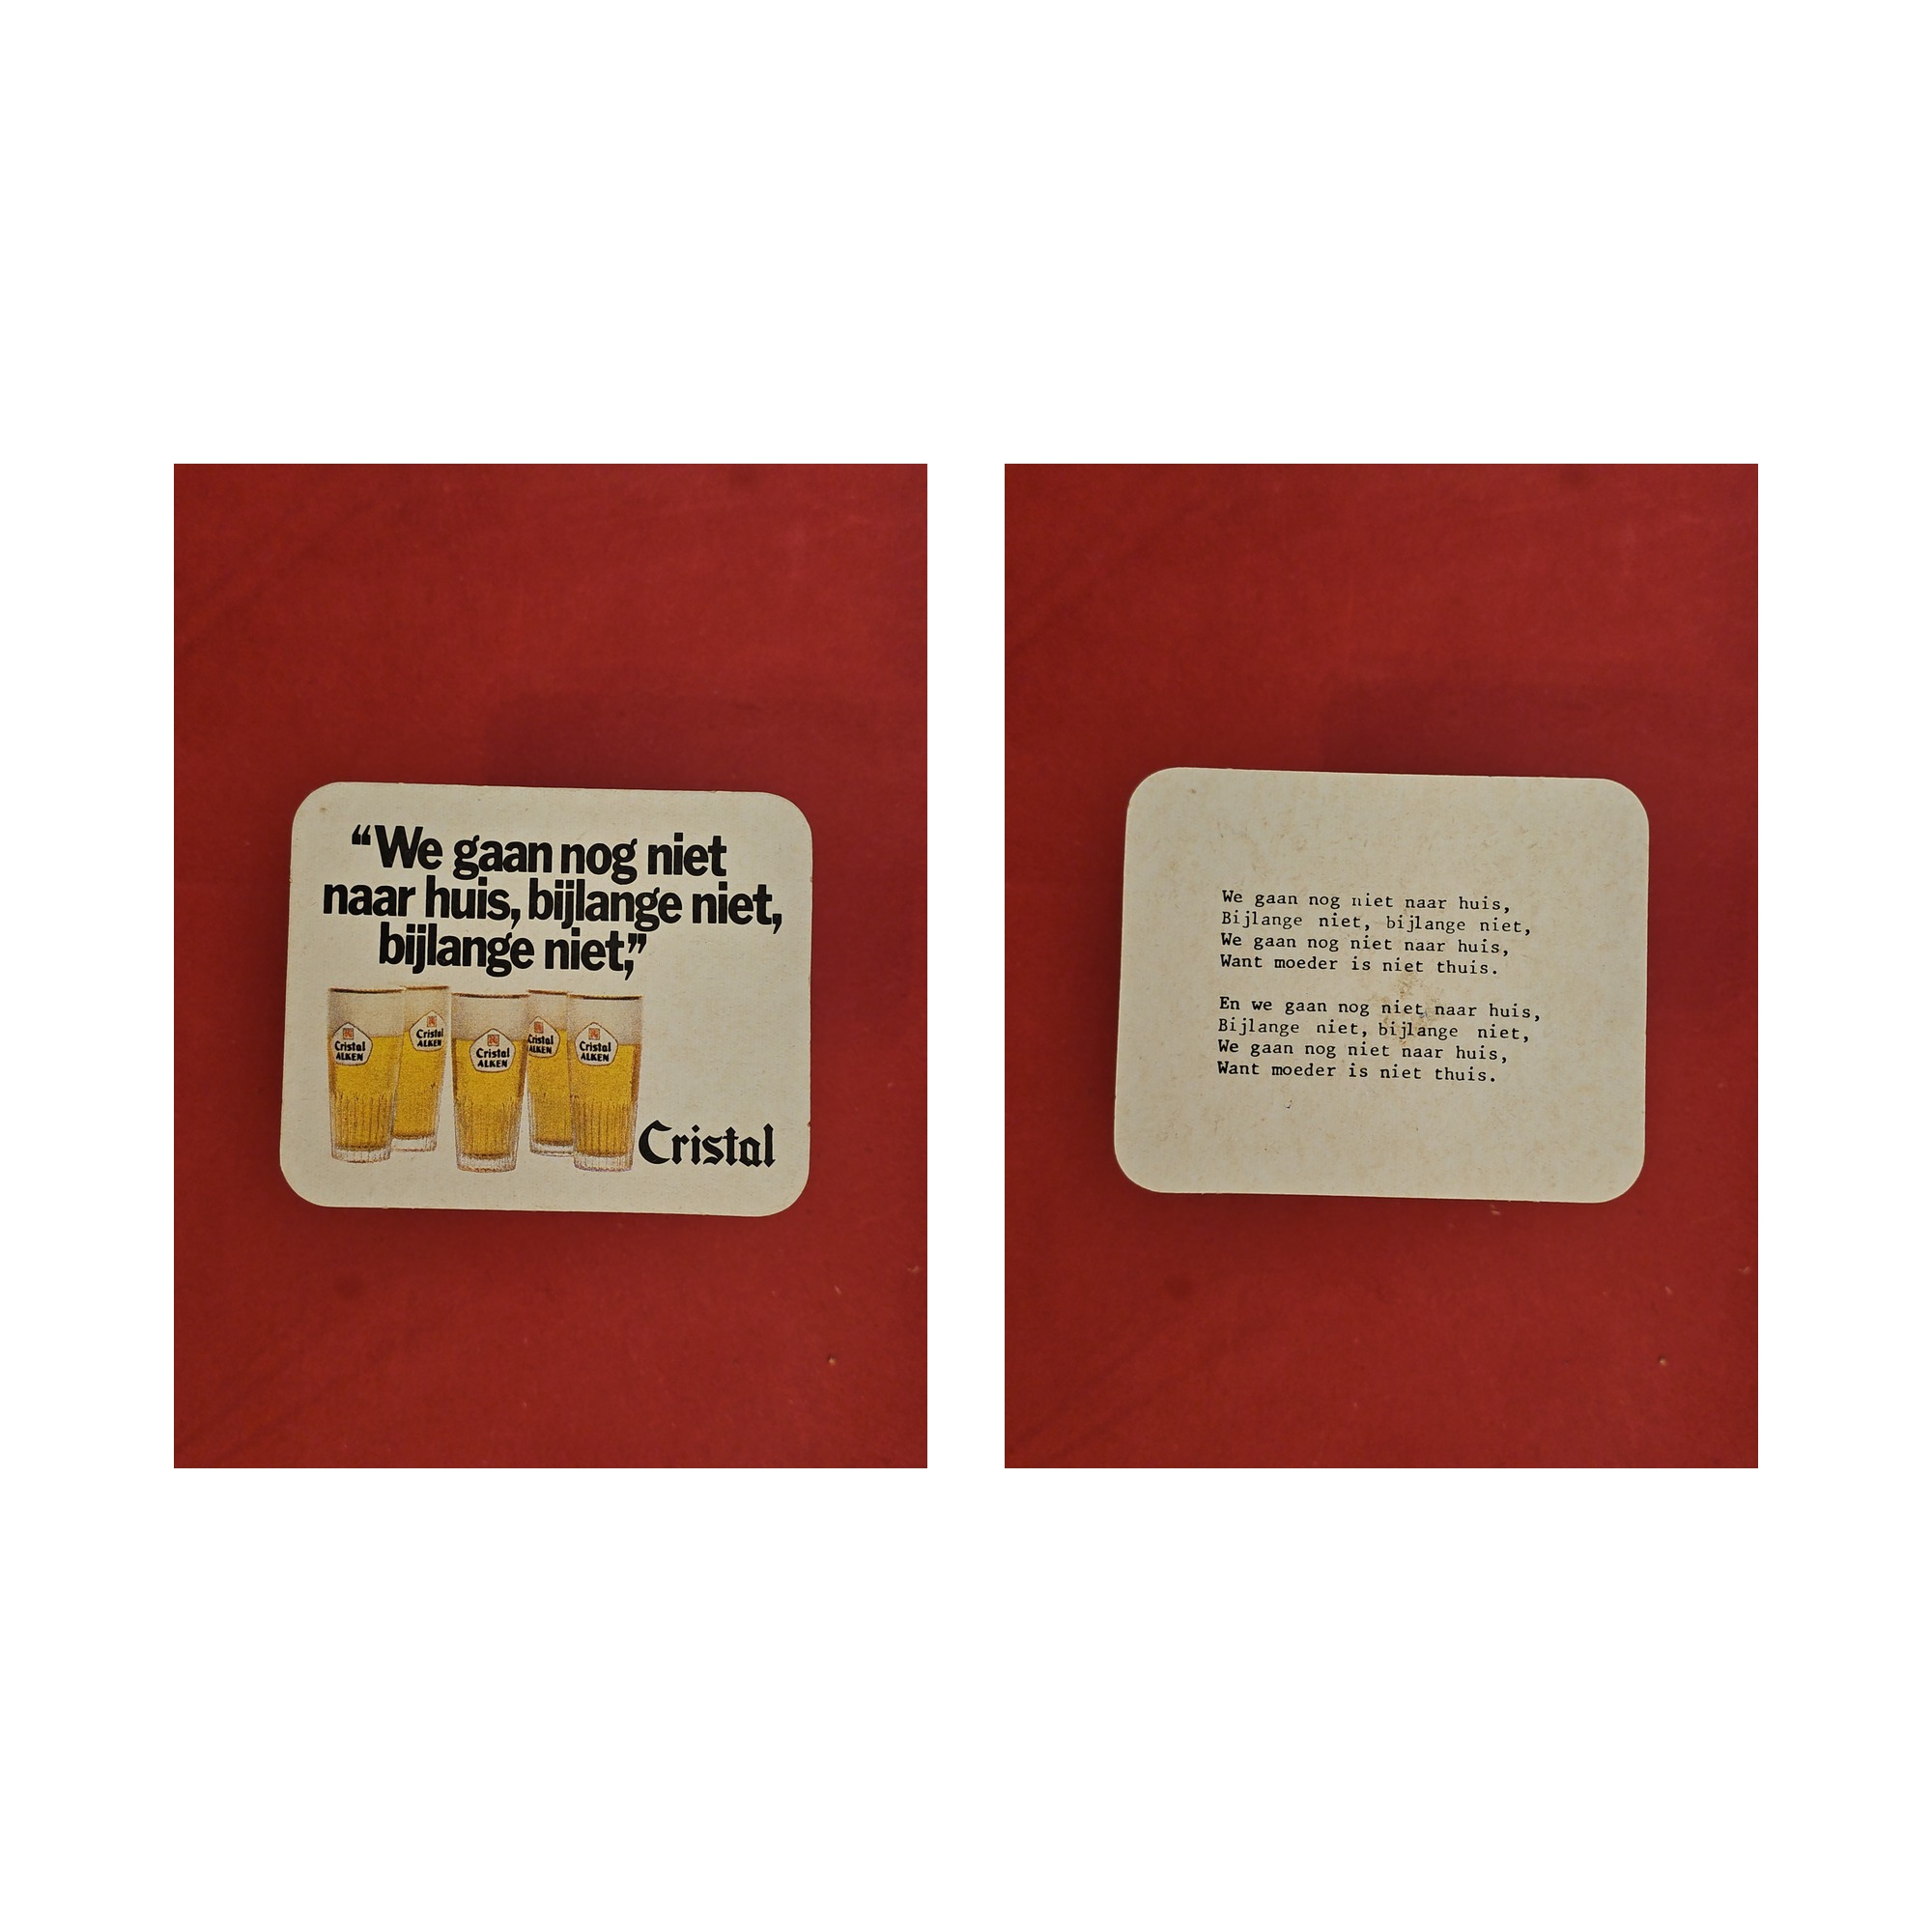 “We gaan nog niet
naar huis, bijlange niet,
bijlange niet,”
Cristal
ALKEN
Cristal
ALKEN
Cristal
ALKEN
Cristal
ALKEN
Cristal
ALKEN
Cristal
We gaan nog niet naar huis,
Bijlange niet, bijlange niet,
We gaan nog niet naar huis,
Want moeder is niet thuis.
En we gaan nog niet naar huis,
Bijlange niet, bijlange niet,
We gaan nog niet naar huis,
Want moeder is niet thuis.